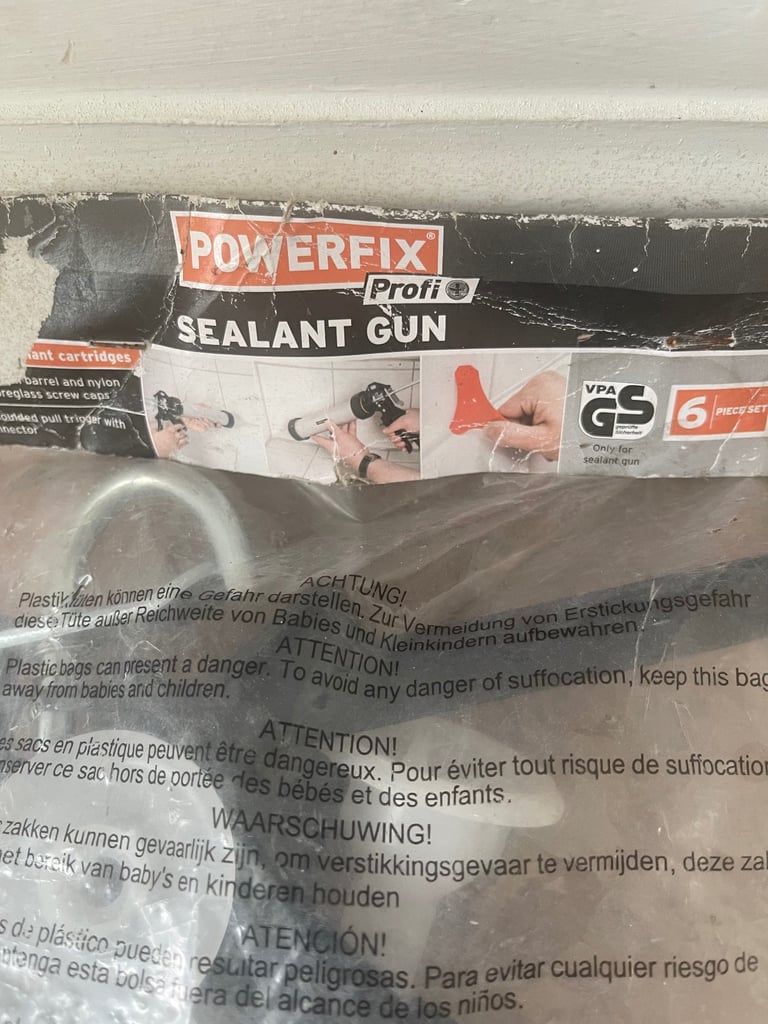 POWERFIX®
Profi
SEALANT GUN
cartridges
barrel and nylon
screw caps
pull trigger with
VPA
GS
geprüfte
Sicherheit
Only for
sealant gun
6 PIECE SET
ACHTUNG!
können eine Gefahr darstellen. Zur Vermeidung von Erstickungsgefahr
diese Tüte außer Reichweite von Babies und Kleinkindern aufbewahren.
ATTENTION!
Plastic bags can present a danger. To avoid any danger of suffocation, keep this bag
away from babies and children.
ATTENTION!
sacs en plastique peuvent être dangereux. Pour éviter tout risque de suffocation
ce sac hors de portée des bébés et des enfants.
WAARSCHUWING!
zakken kunnen gevaarlijk zijn, om verstikkingsgevaar te vermijden, deze
bereik van baby's en kinderen houden
ATENCIÓN!
de plástico pueden resultar peligrosas. Para evitar cualquier riesgo de
esta bolsa fuera del alcance de los niños.